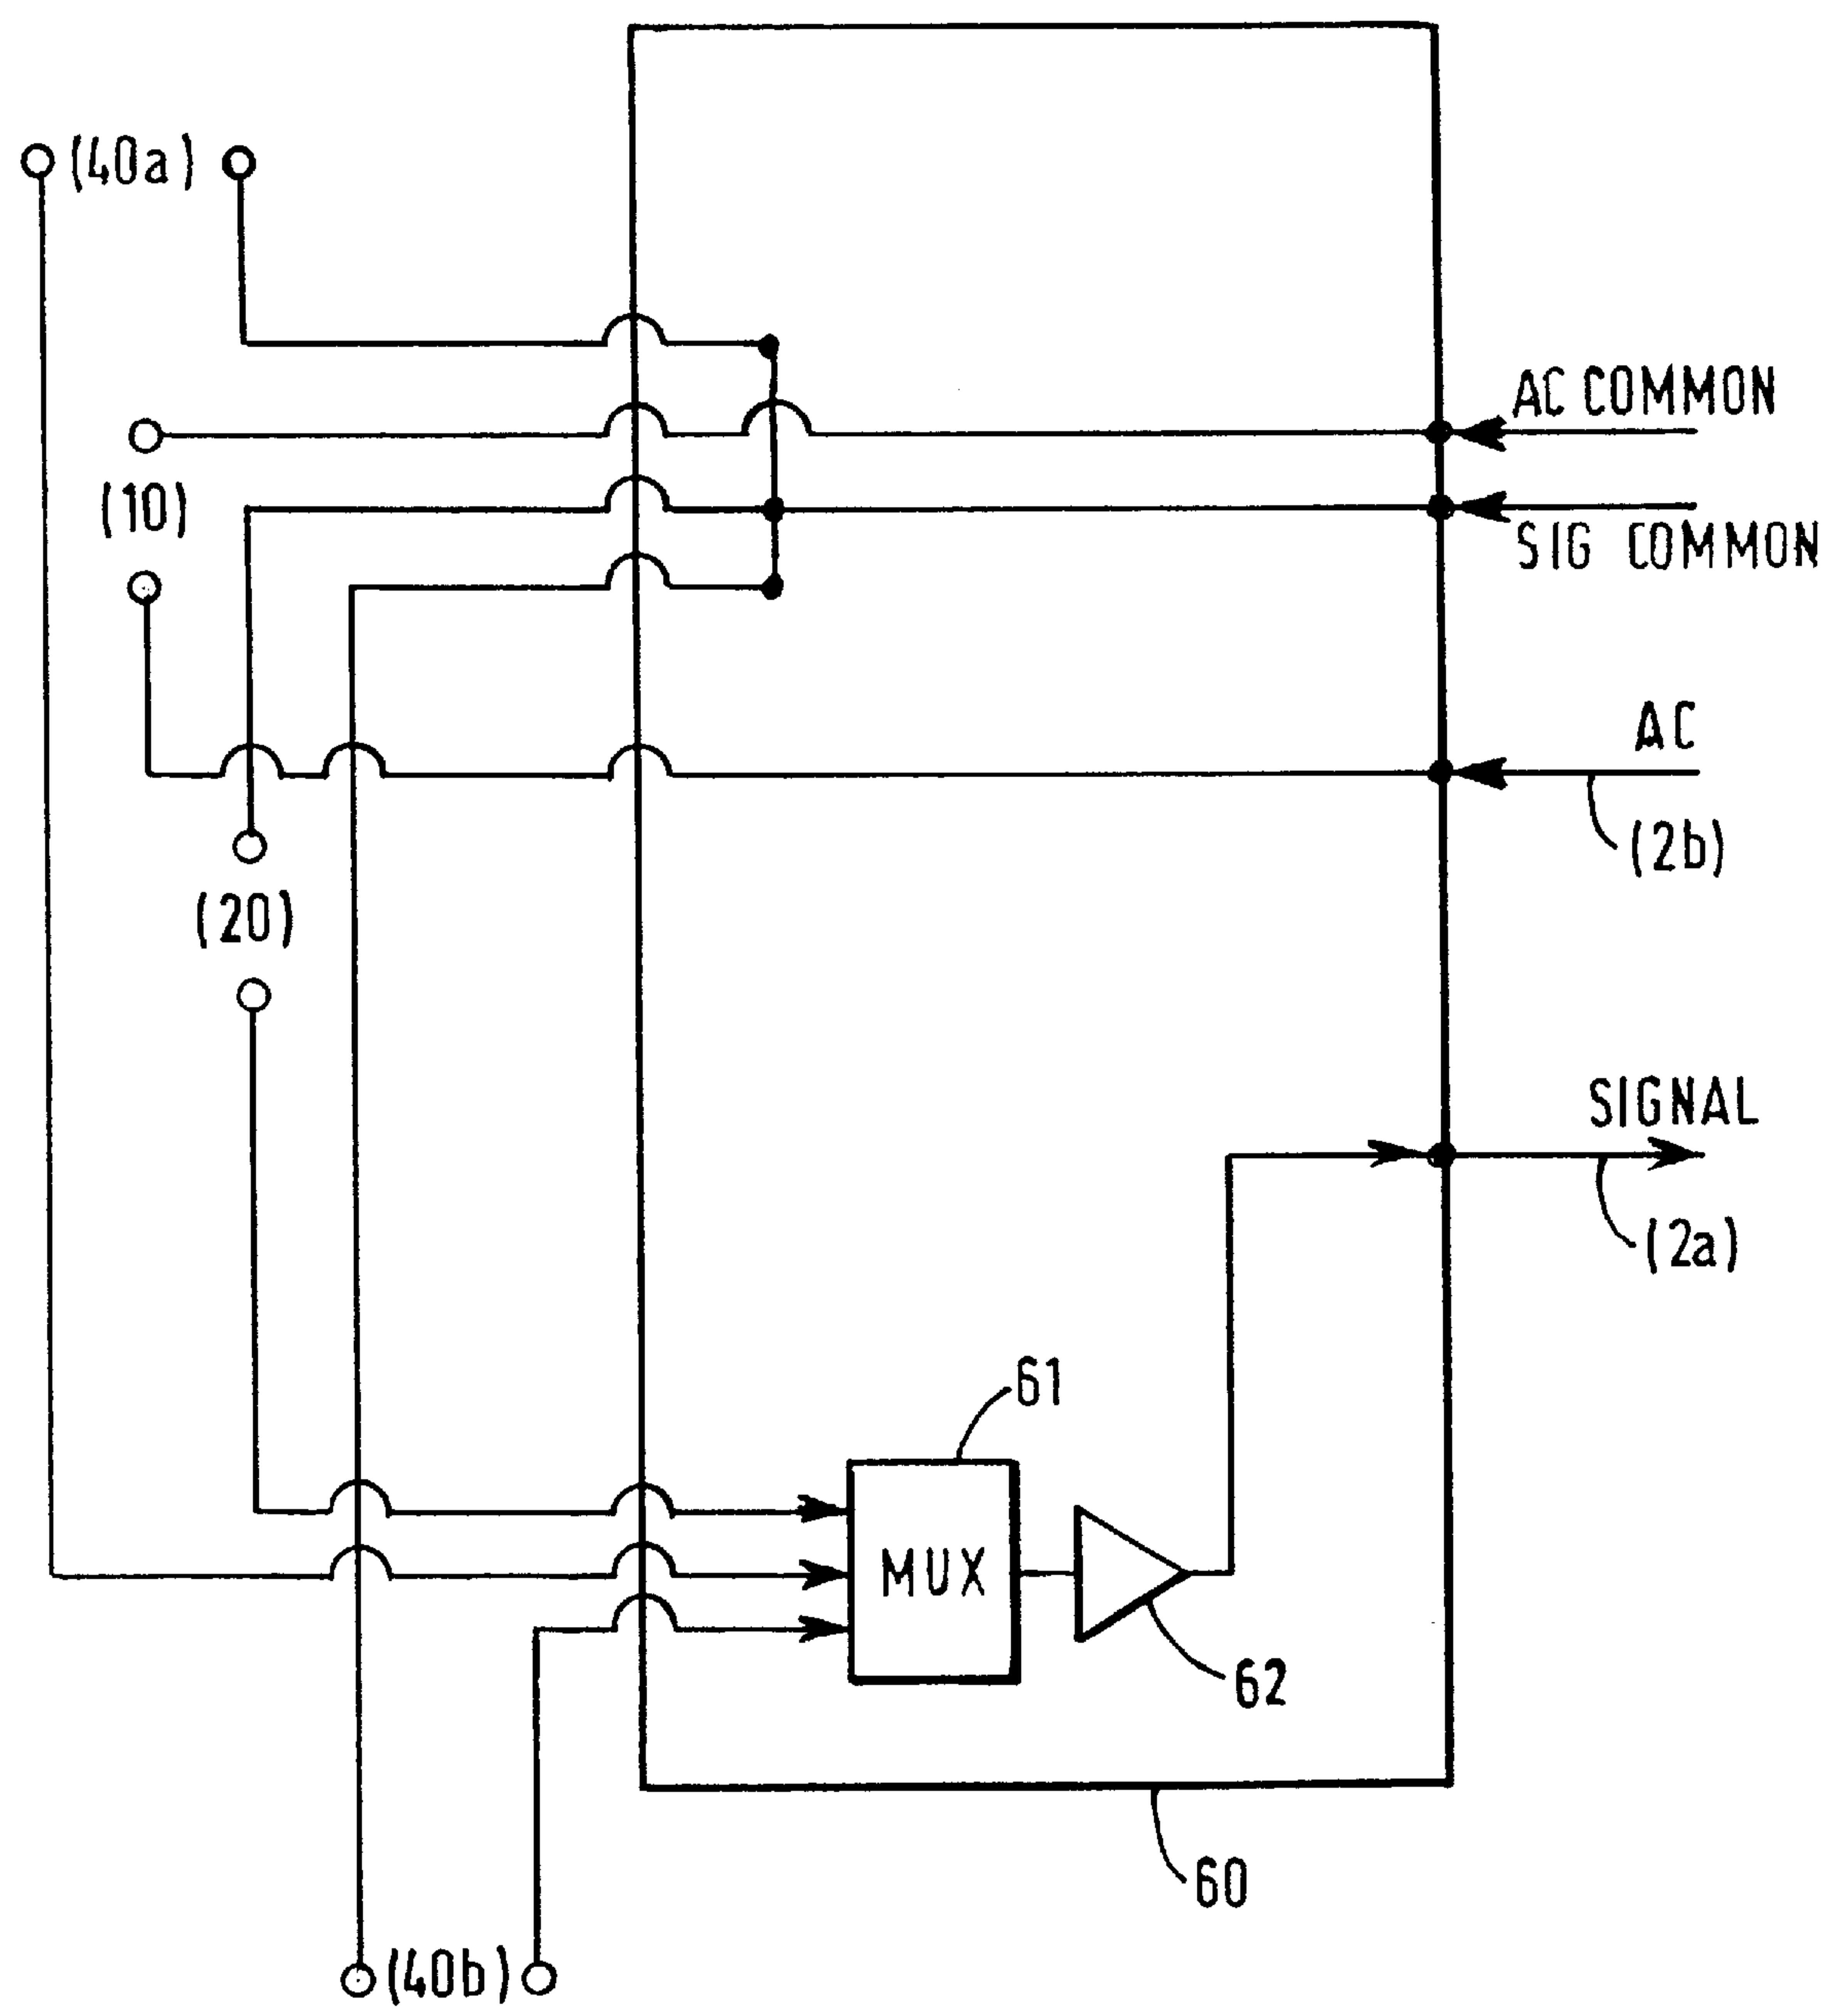 (40a)
AC COMMON
(10)
SIG COMMON
AC
(2b)
(20)
SIGNAL
(2a)
61
MUX
62
60
(40b)